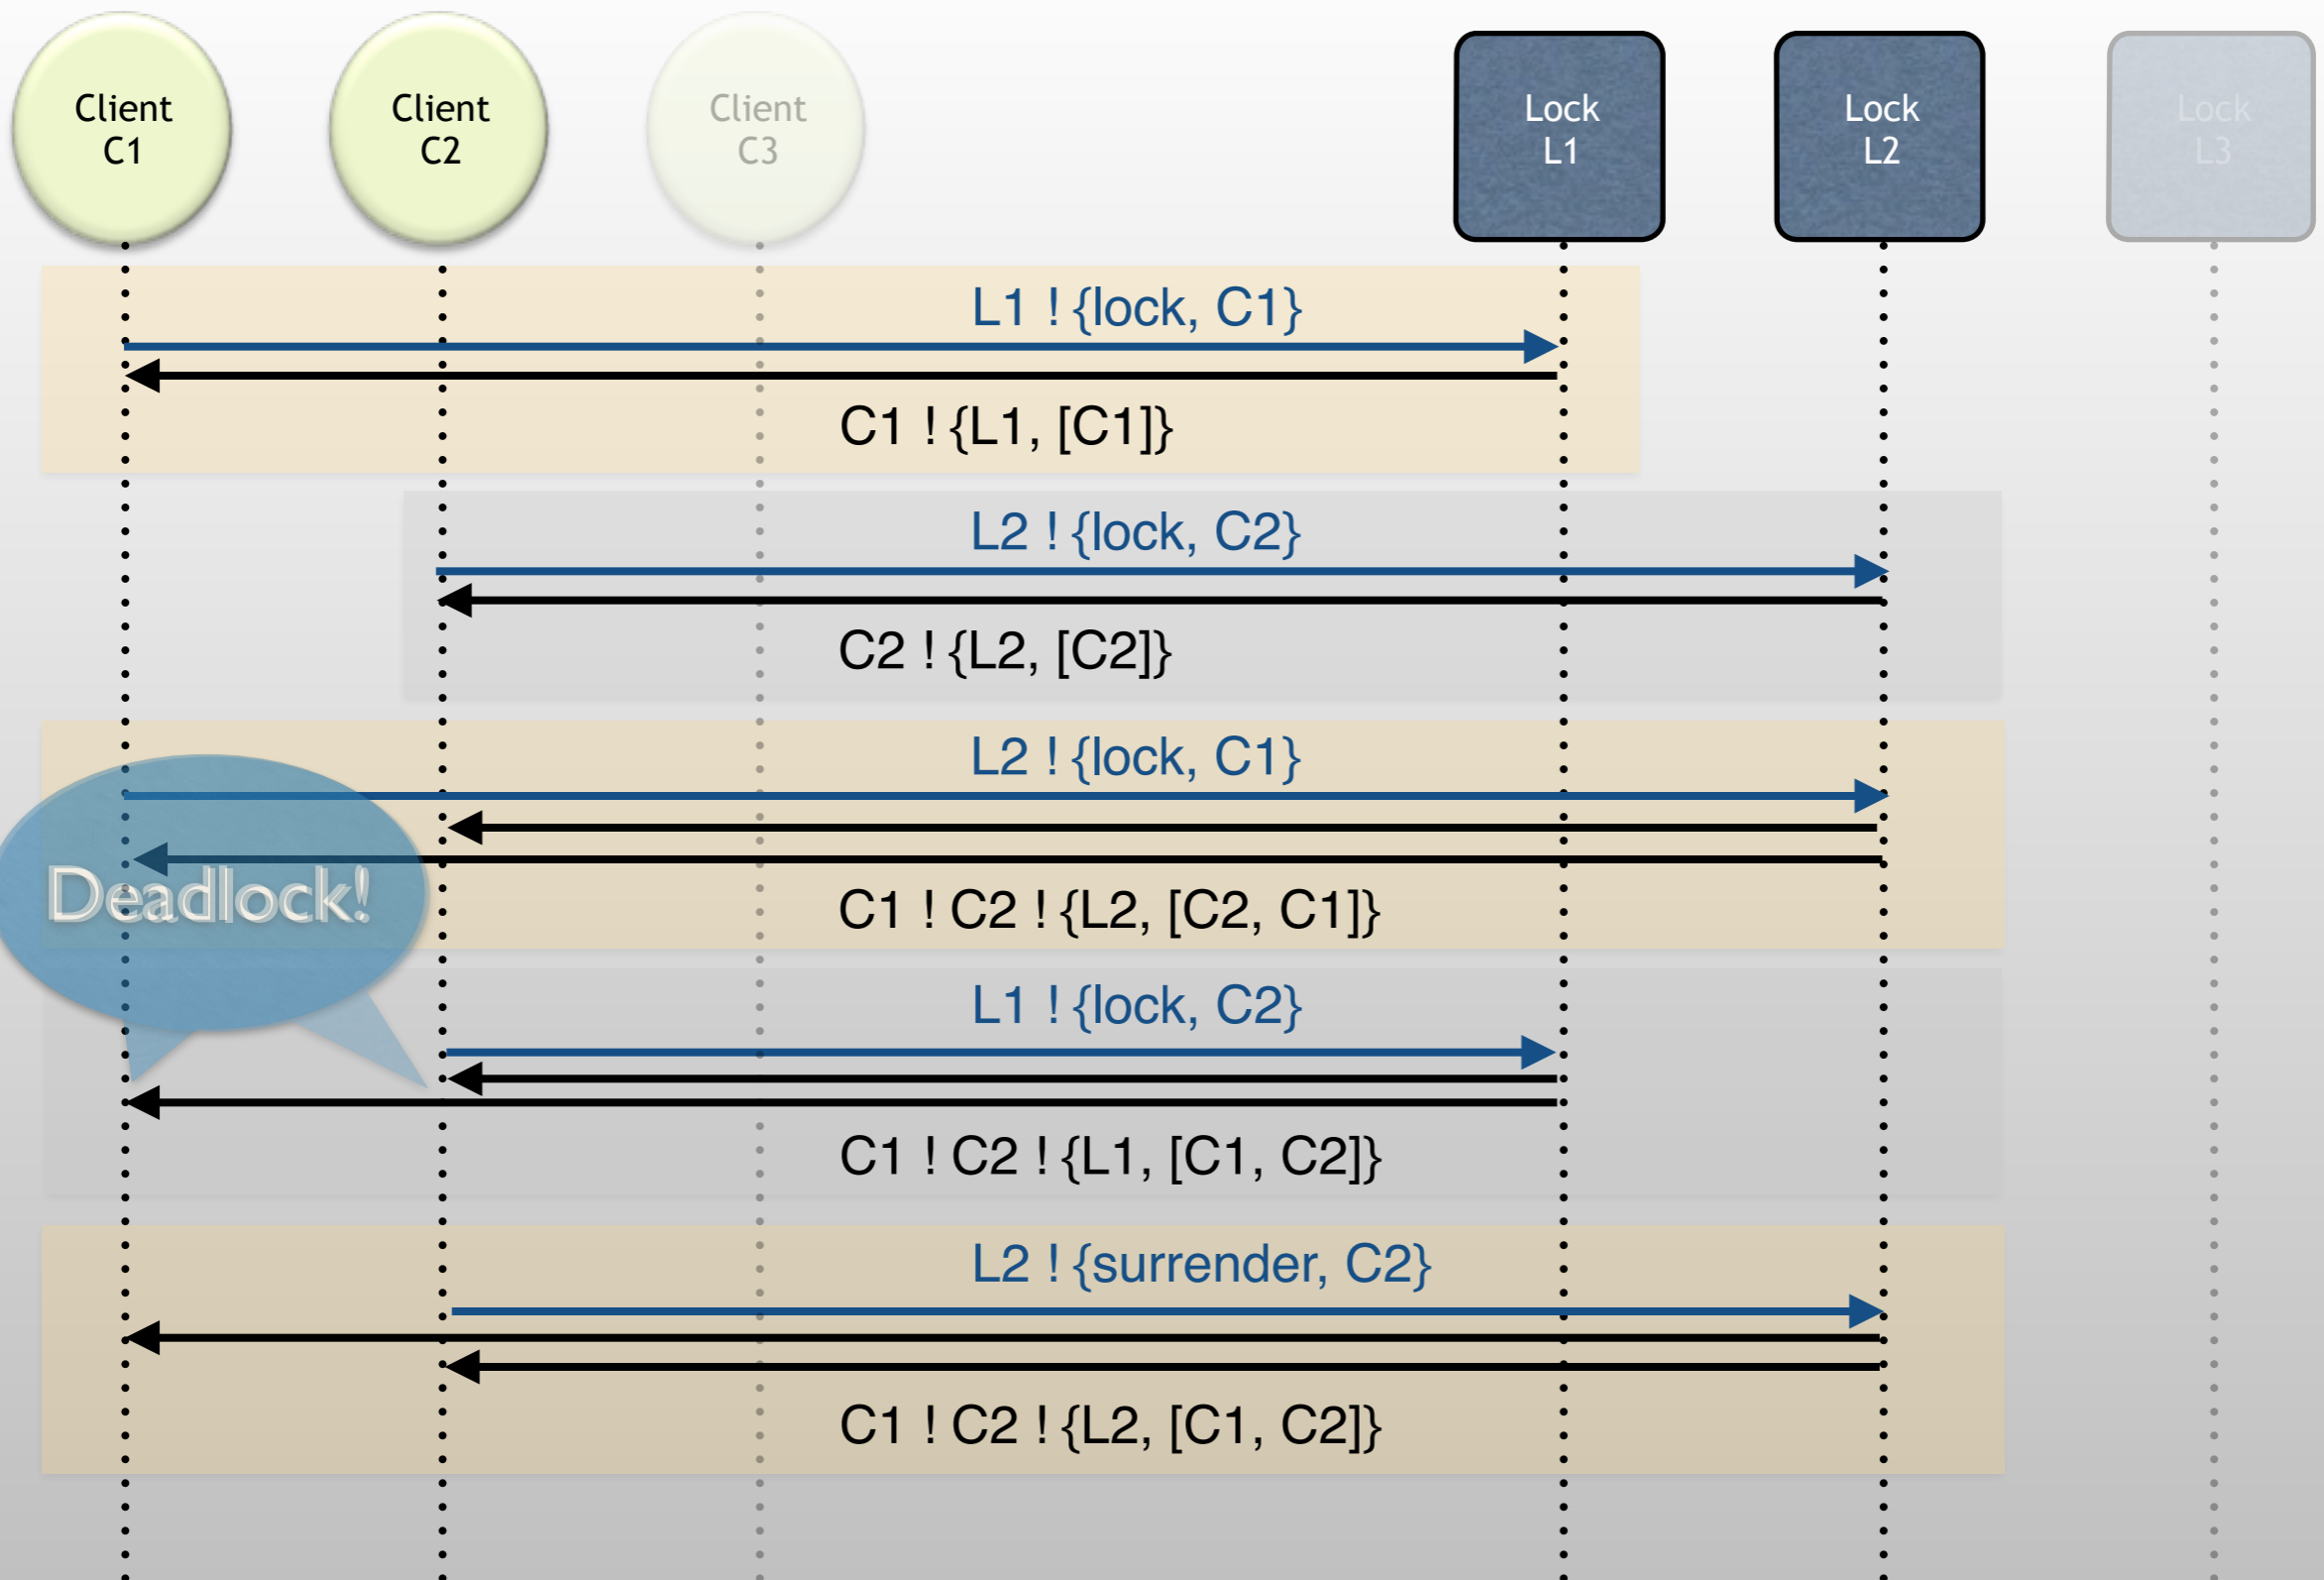 Client
C1
Client
C2
Client
C3
Lock
L1
Lock
L2
Lock
L3
L1 ! {lock, C1}
C1 ! {L1, [C1]}
L2 ! {lock, C2}
C2 ! {L2, [C2]}
L2 ! {lock, C1}
Deadlock!
C1 ! C2 ! {L2, [C2, C1]}
L1 ! {lock, C2}
C1 ! C2 ! {L1, [C1, C2]}
L2 ! {surrender, C2}
C1 ! C2 ! {L2, [C1, C2]}